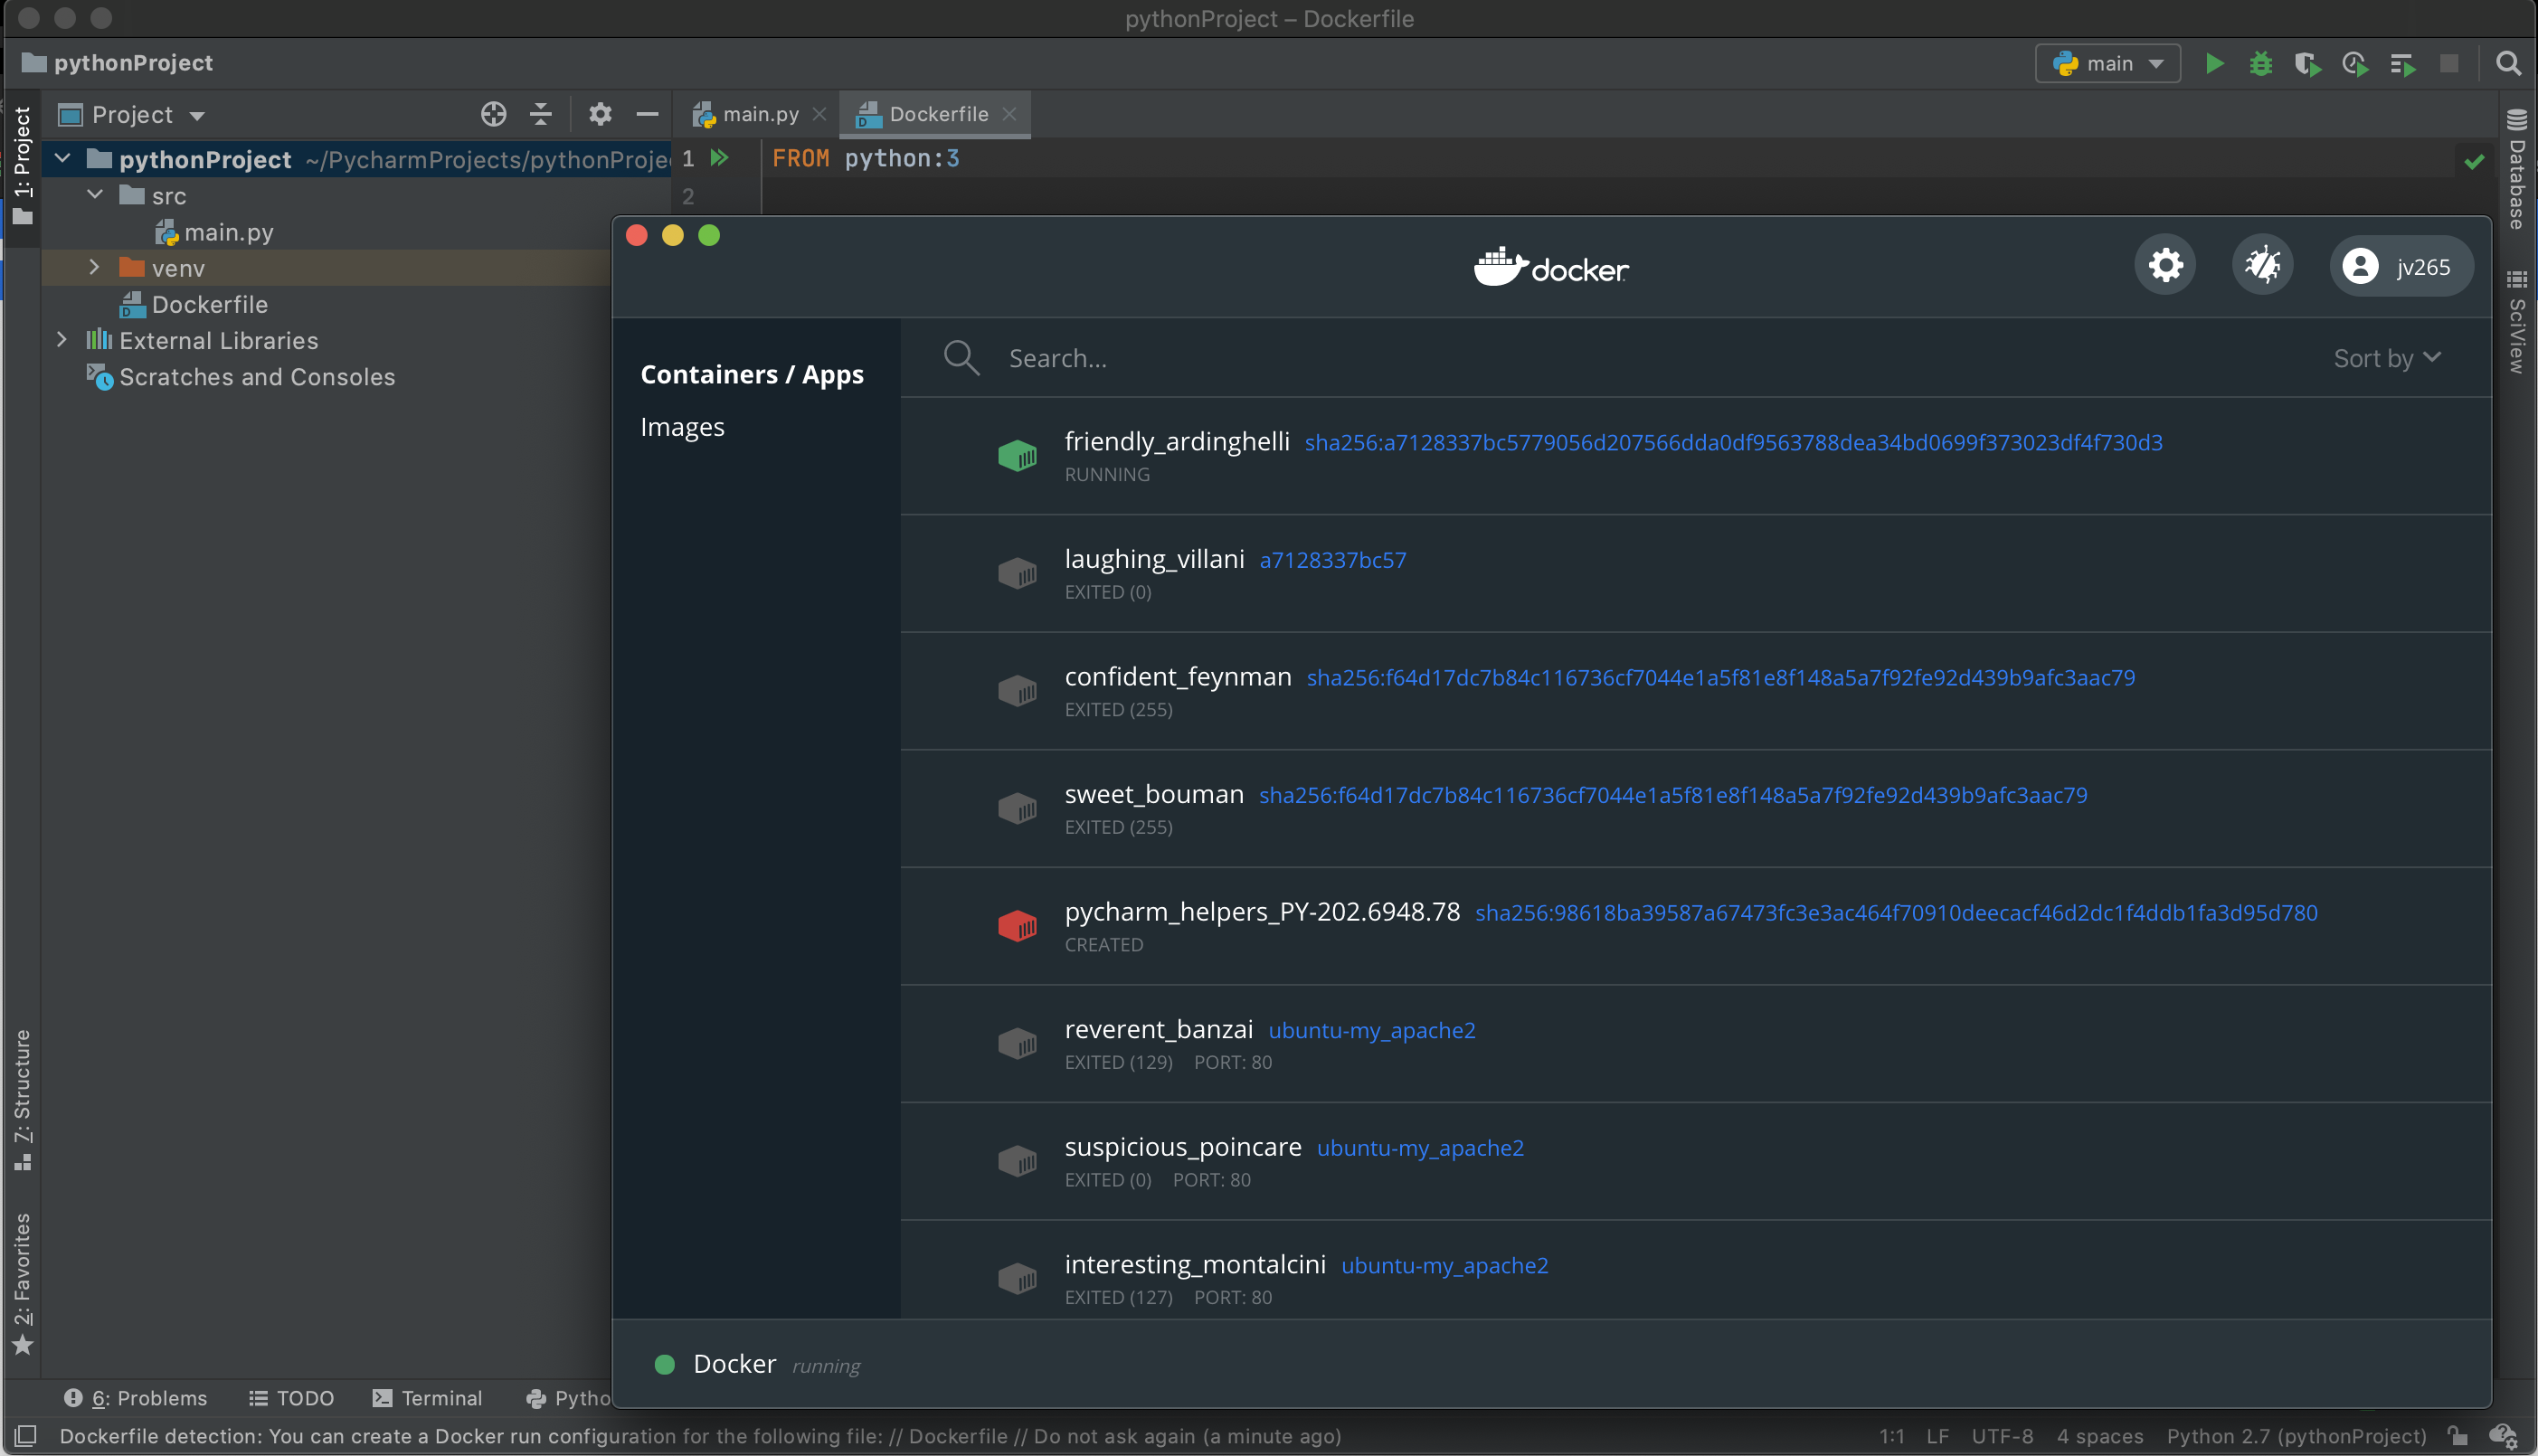 pythonProject – Dockerfile
pythonProject
main
1: Project
Project
main.py
Dockerfile
pythonProject ~/PycharmProjects/pythonProje
1
FROM python:3
src
2
main.py
venv
Dockerfile
External Libraries
Scratches and Consoles
Database
SciView
docker
jv265
Containers / Apps
Images
Search...
Sort by
friendly_ardinghelli sha256:a7128337bc5779056d207566dda0df9563788dea34bd0699f373023df4f730d3
RUNNING
laughing_villani a7128337bc57
EXITED (0)
confident_feynman sha256:f64d17dc7b84c116736cf7044e1a5f81e8f148a5a7f92fe92d439b9afc3aac79
EXITED (255)
sweet_bouman sha256:f64d17dc7b84c116736cf7044e1a5f81e8f148a5a7f92fe92d439b9afc3aac79
EXITED (255)
pycharm_helpers_PY-202.6948.78 sha256:98618ba39587a67473fc3e3ac464f70910deecacf46d2dc1f4ddb1fa3d95d780
CREATED
reverent_banzai ubuntu-my_apache2
EXITED (129) PORT: 80
suspicious_poincare ubuntu-my_apache2
EXITED (0) PORT: 80
interesting_montalcini ubuntu-my_apache2
EXITED (127) PORT: 80
Docker running
Z: Structure
2: Favorites
6: Problems
TODO
Terminal
Pytho
Dockerfile detection: You can create a Docker run configuration for the following file: // Dockerfile // Do not ask again (a minute ago)
1:1 LF UTF-8 4 spaces Python 2.7 (pythonProject)